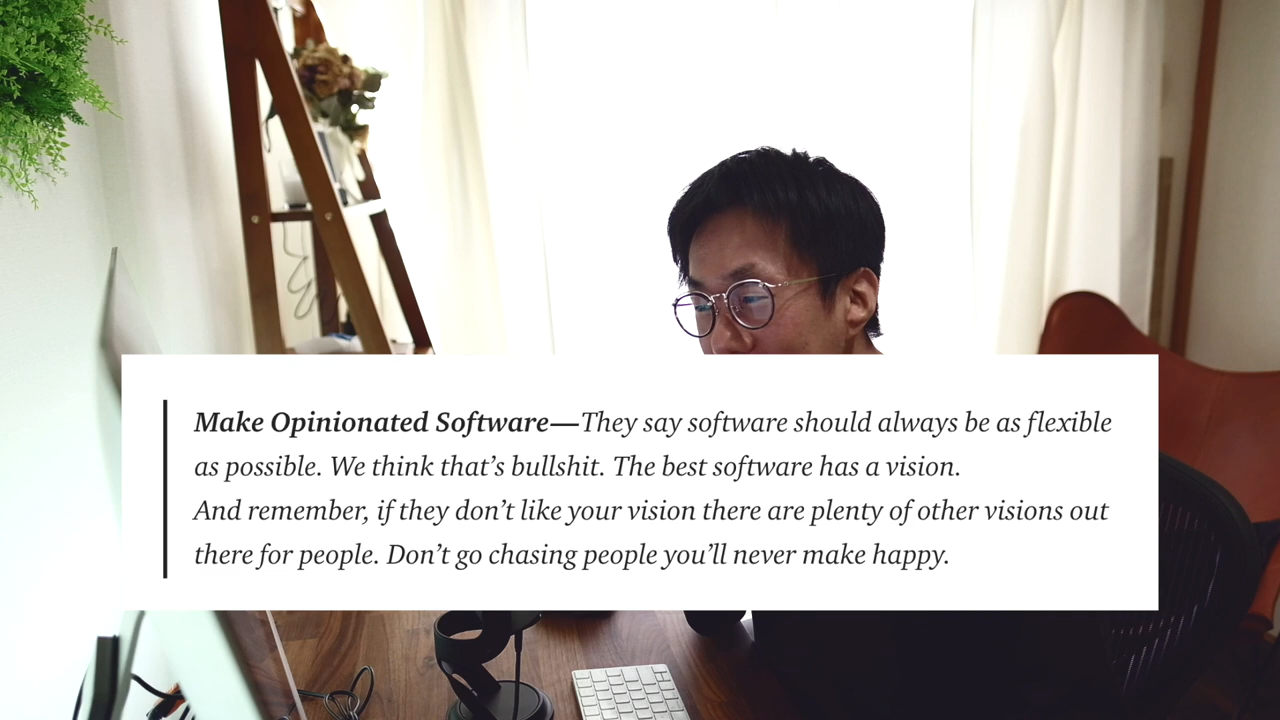 Make Opinionated Software—They say software should always be as flexible
as possible. We think that’s bullshit. The best software has a vision.
And remember, if they don’t like your vision there are plenty of other visions out
there for people. Don’t go chasing people you’ll never make happy.